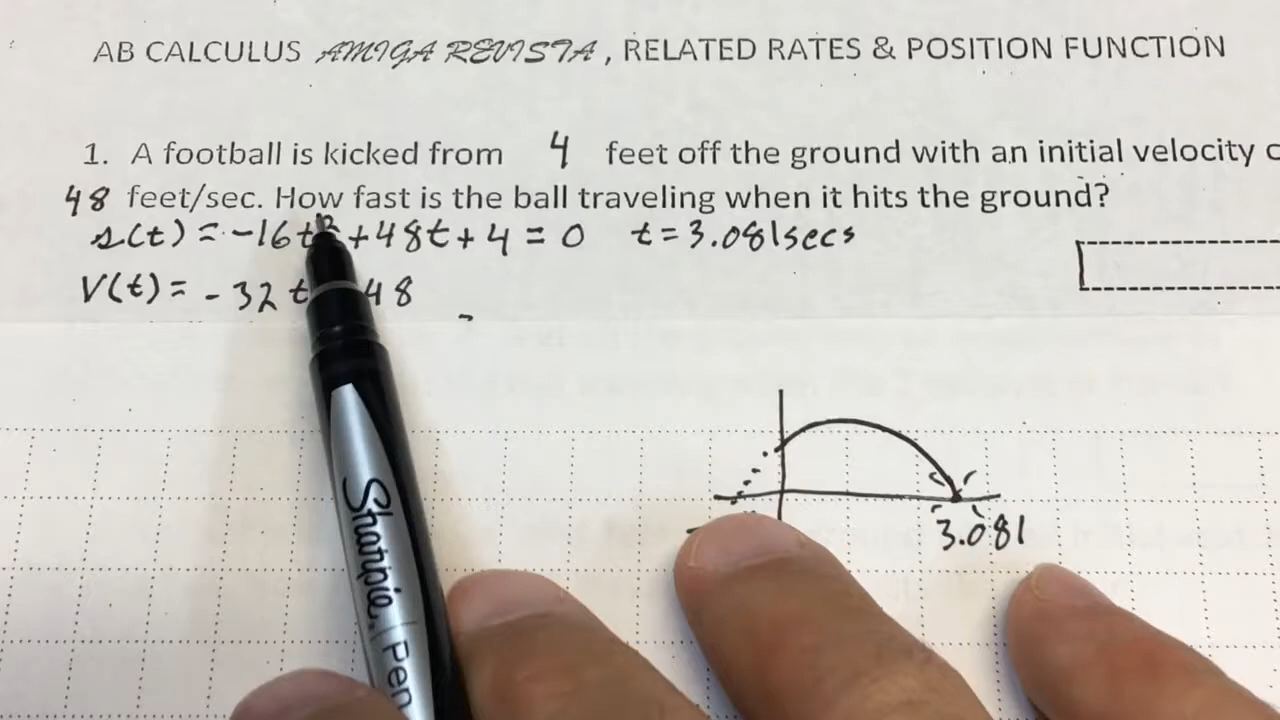 AB CALCULUS AMIGA REVISTA, RELATED RATES & POSITION FUNCTION
1. A football is kicked from 4 feet off the ground with an initial velocity
48 feet/sec. How fast is the ball traveling when it hits the ground?
s(t) = -16t² +48t+4 = 0 t=3.081secs
V(t) = -32t 48
3.081
Sharpie. Pen